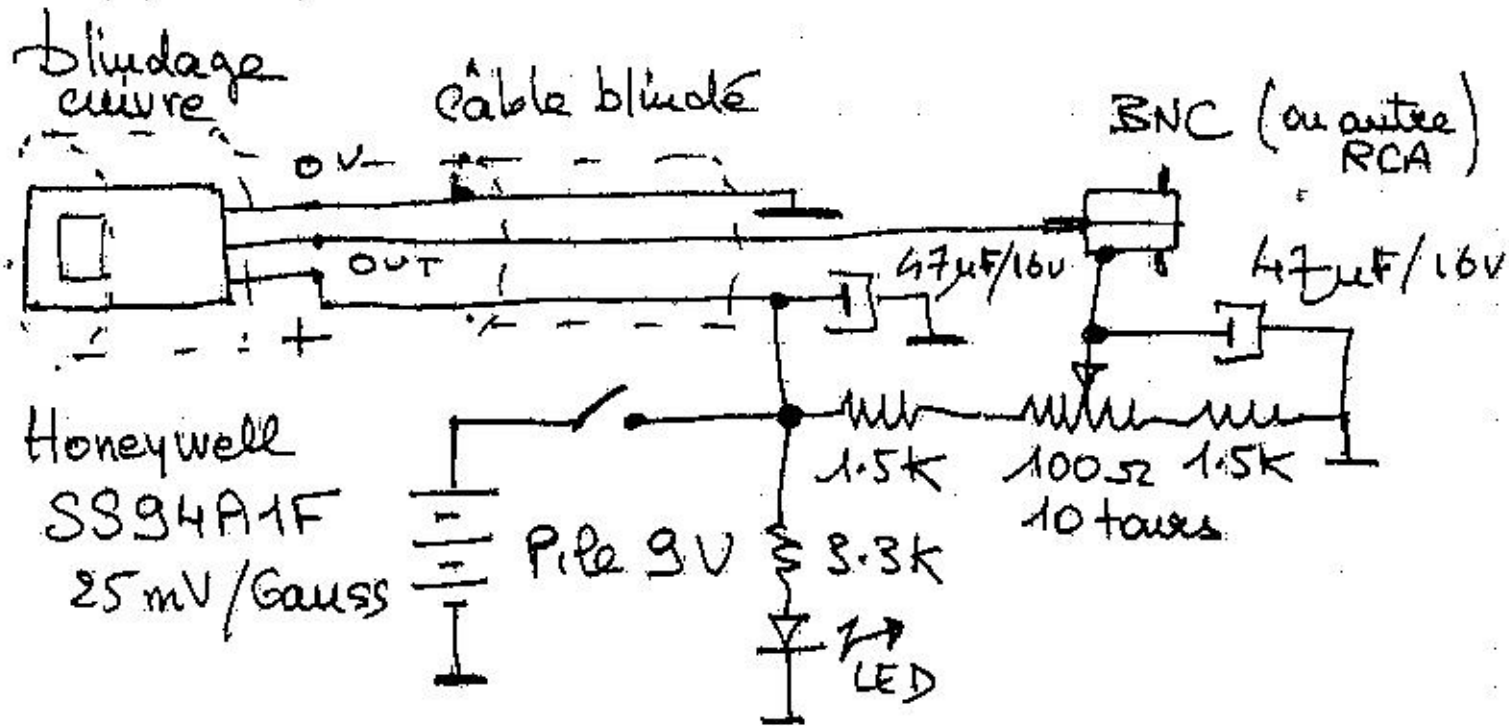 blindage
cuivre
câble blindé
BNC (ou autre
RCA)
0V-
OUT
+
47µF/16V
47µF/16V
Honeywell
SS94A1F
25mV/Gauss
Pile 9V
1.5K
100Ω
10 tours
1.5K
3.3K
LED